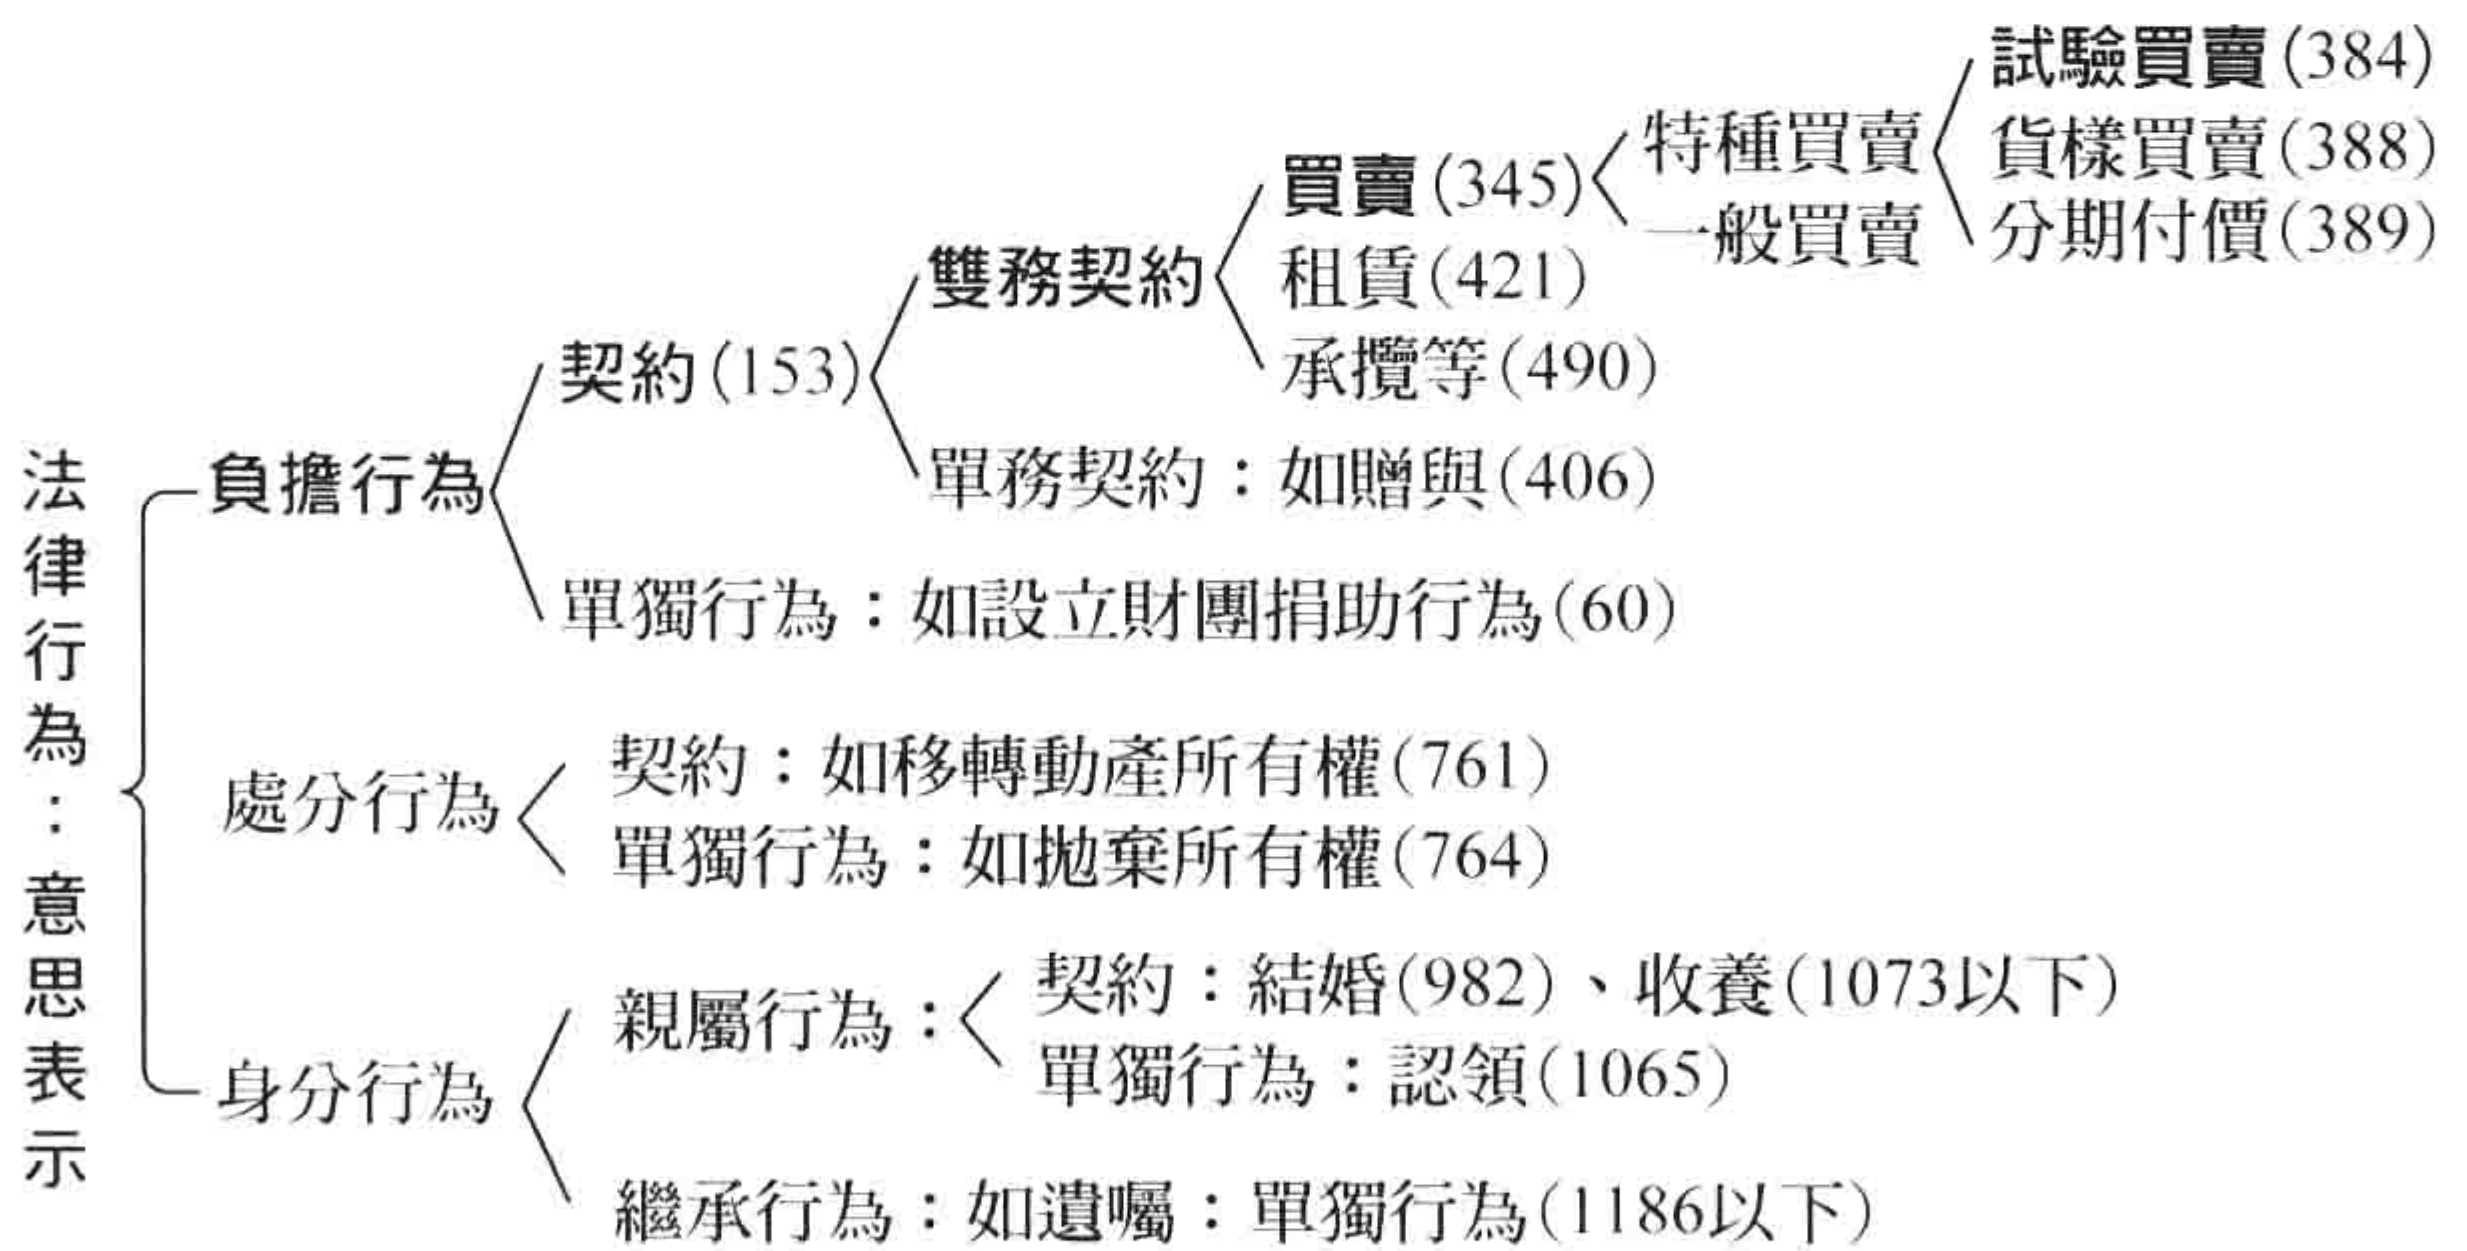 法律行為：意思表示
負擔行為
契約(153)
雙務契約
買賣(345)
特種買賣
試驗買賣(384)
貨樣買賣(388)
分期付價(389)
一般買賣
租賃(421)
承攬等(490)
單務契約：如贈與(406)
單獨行為：如設立財團捐助行為(60)
處分行為
契約：如移轉動產所有權(761)
單獨行為：如拋棄所有權(764)
身分行為
親屬行為：
契約：結婚(982)、收養(1073以下)
單獨行為：認領(1065)
繼承行為：如遺囑：單獨行為(1186以下)